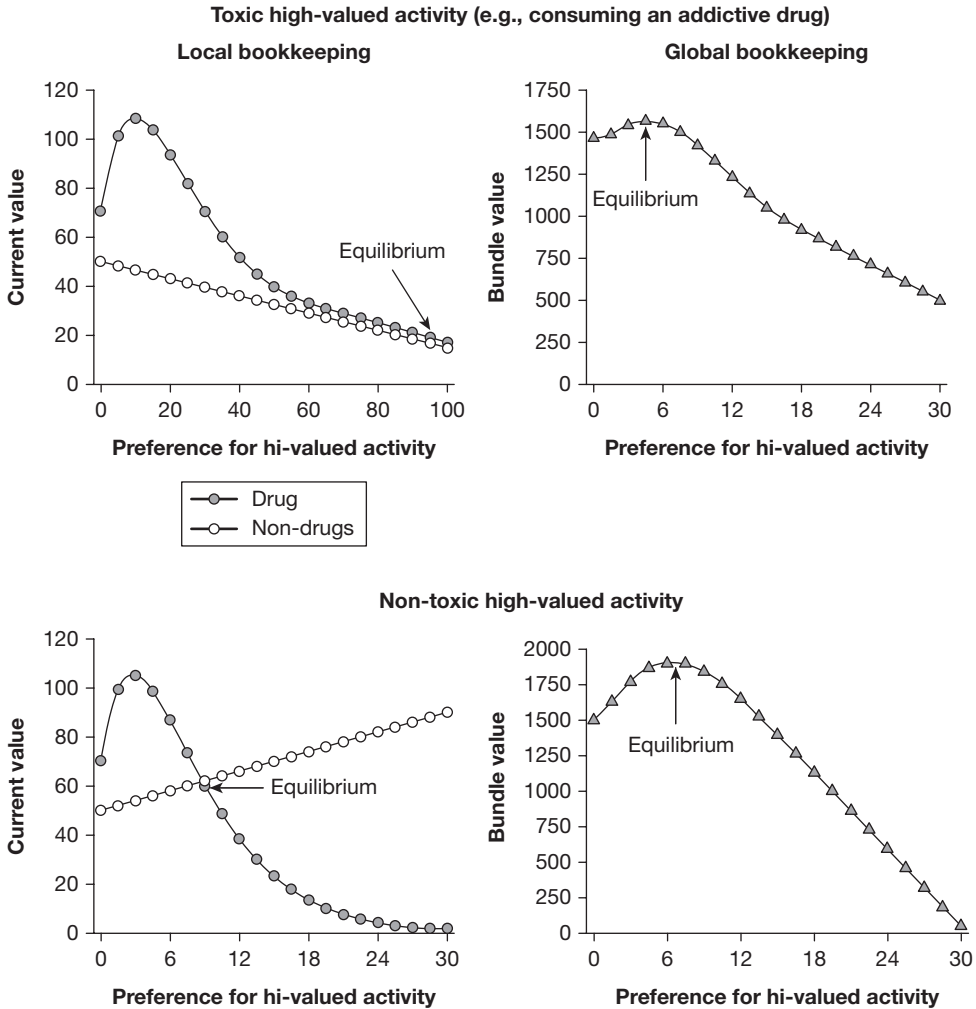 Toxic high-valued activity (e.g., consuming an addictive drug)
Local bookkeeping
Global bookkeeping
Current value
120
100
80
60
40
20
0
Equilibrium
0 20 40 60 80 100
Preference for hi-valued activity
Bundle value
1750
1500
1250
1000
750
500
250
0
Equilibrium
0 6 12 18 24 30
Preference for hi-valued activity
Drug
Non-drugs
Non-toxic high-valued activity
Current value
120
100
80
60
40
20
0
Equilibrium
0 6 12 18 24 30
Preference for hi-valued activity
Bundle value
2000
1750
1500
1250
1000
750
500
250
0
Equilibrium
0 6 12 18 24 30
Preference for hi-valued activity